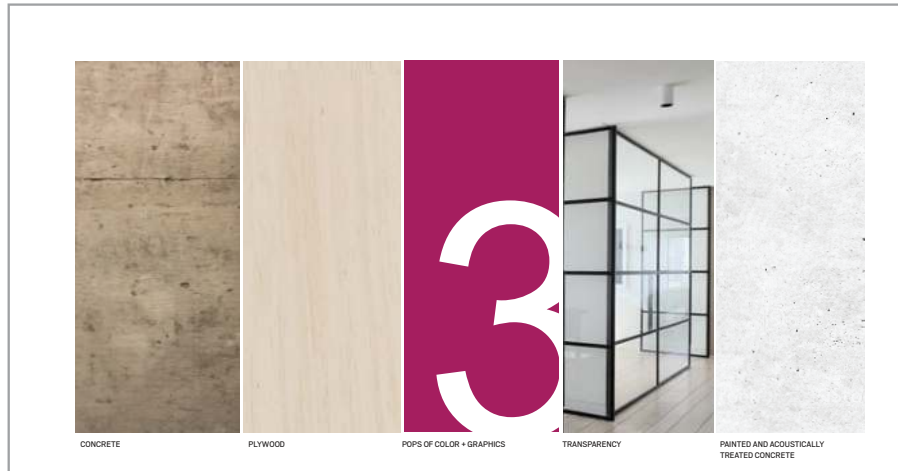 3
CONCRETE
PLYWOOD
POPS OF COLOR + GRAPHICS
TRANSPARENCY
PAINTED AND ACOUSTICALLY
TREATED CONCRETE